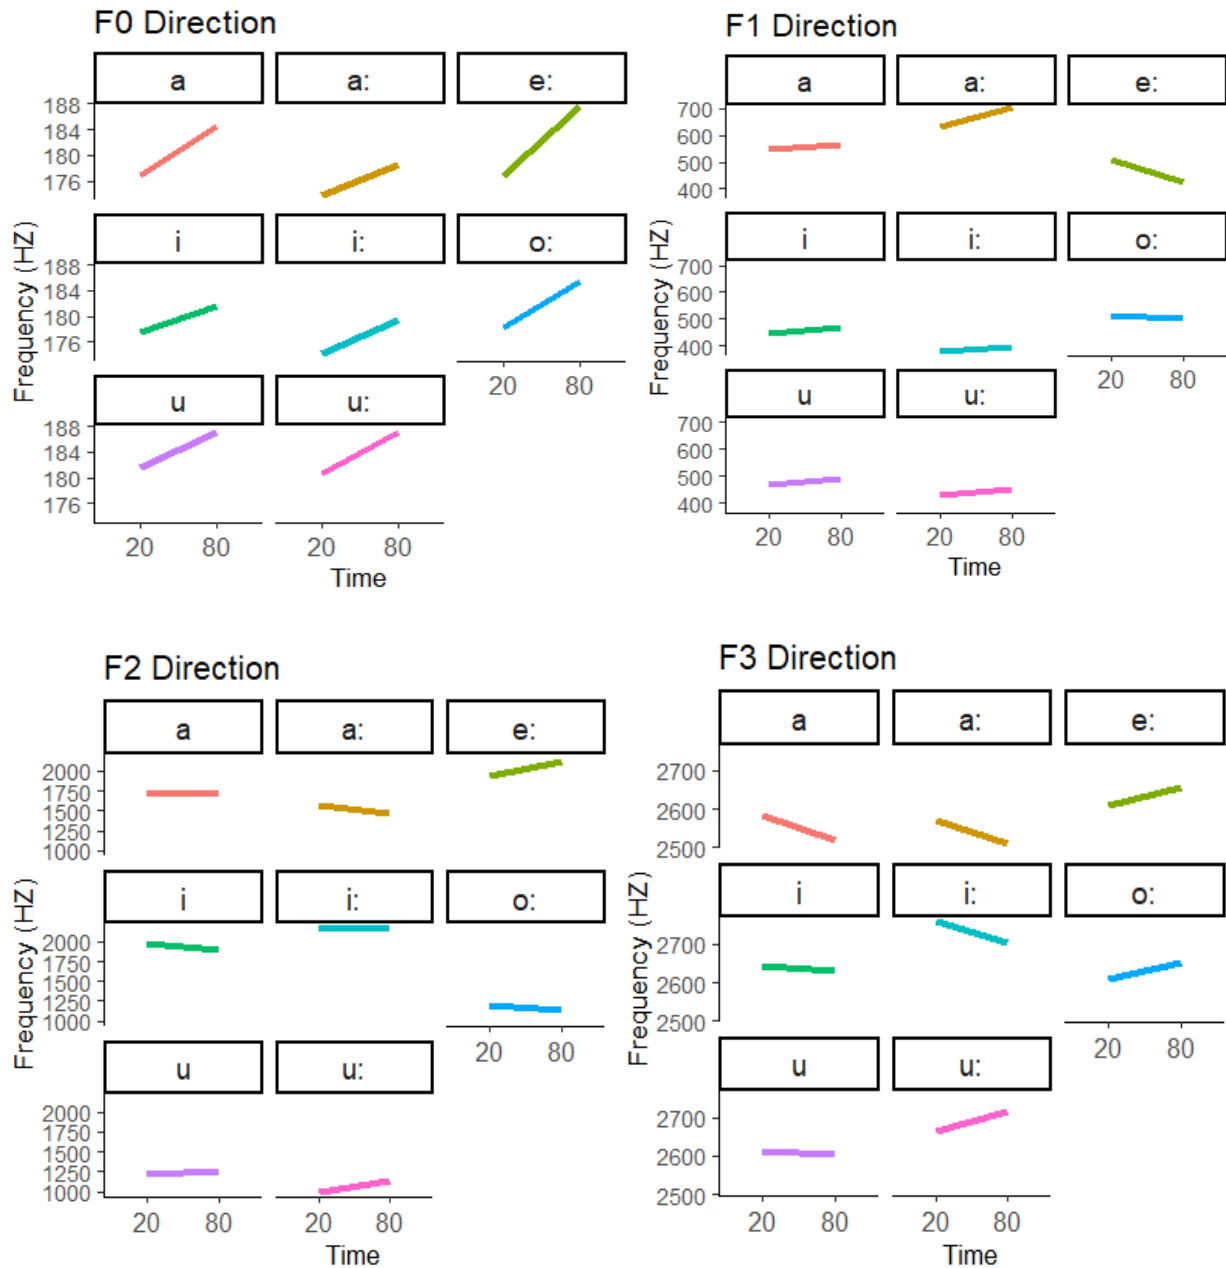 F0 Direction
a a: e:
188
184
180
176
i i: o:
188
184
180
176
20 80
u u:
188
184
180
176
20 80 20 80
Time
Frequency (HZ)
F1 Direction
a a: e:
700
600
500
400
i i: o:
700
600
500
400
20 80
u u:
700
600
500
400
20 80 20 80
Time
Frequency (HZ)
F2 Direction
a a: e:
2000
1750
1500
1250
1000
i i: o:
2000
1750
1500
1250
1000
20 80
u u:
2000
1750
1500
1250
1000
20 80 20 80
Time
Frequency (HZ)
F3 Direction
a a: e:
2700
2600
2500
i i: o:
2700
2600
2500
20 80
u u:
2700
2600
2500
20 80 20 80
Time
Frequency (HZ)